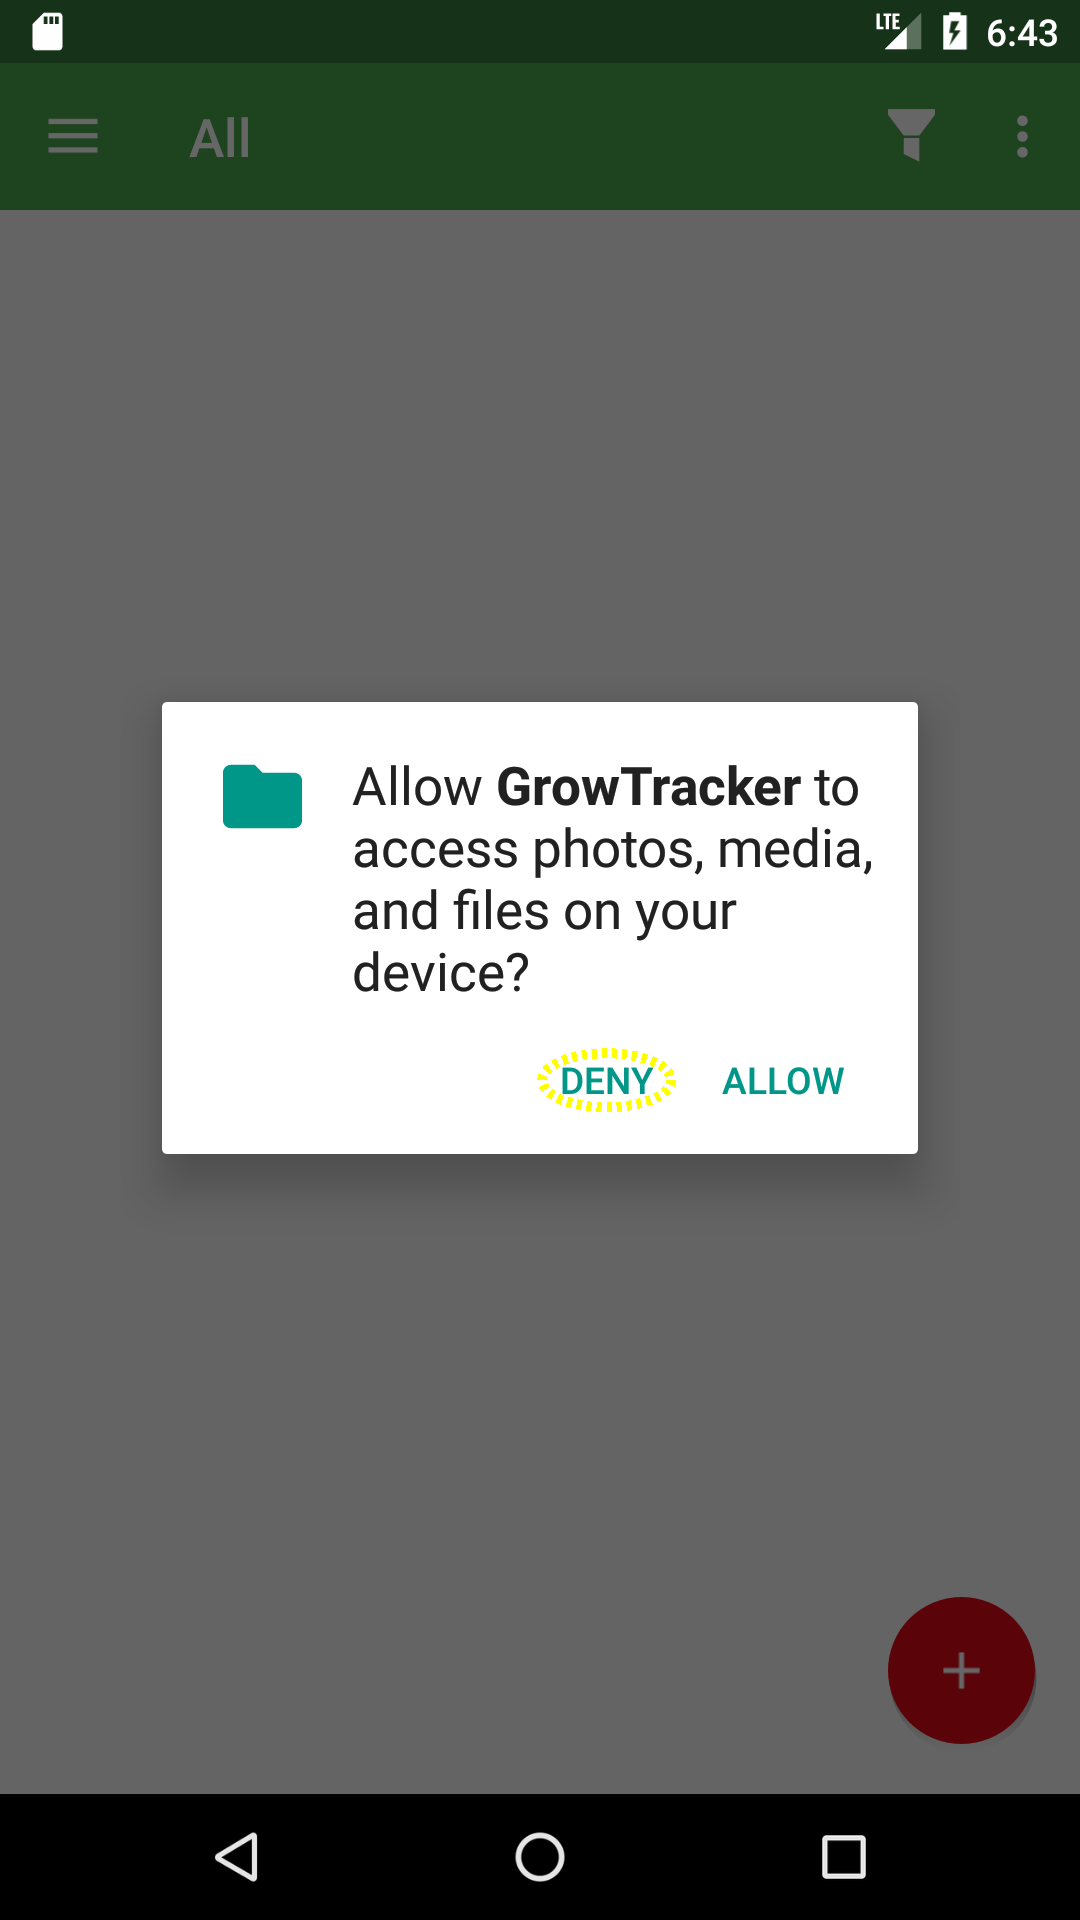 LTE 6:43
All
Allow GrowTracker to
access photos, media,
and files on your
device?
DENY ALLOW